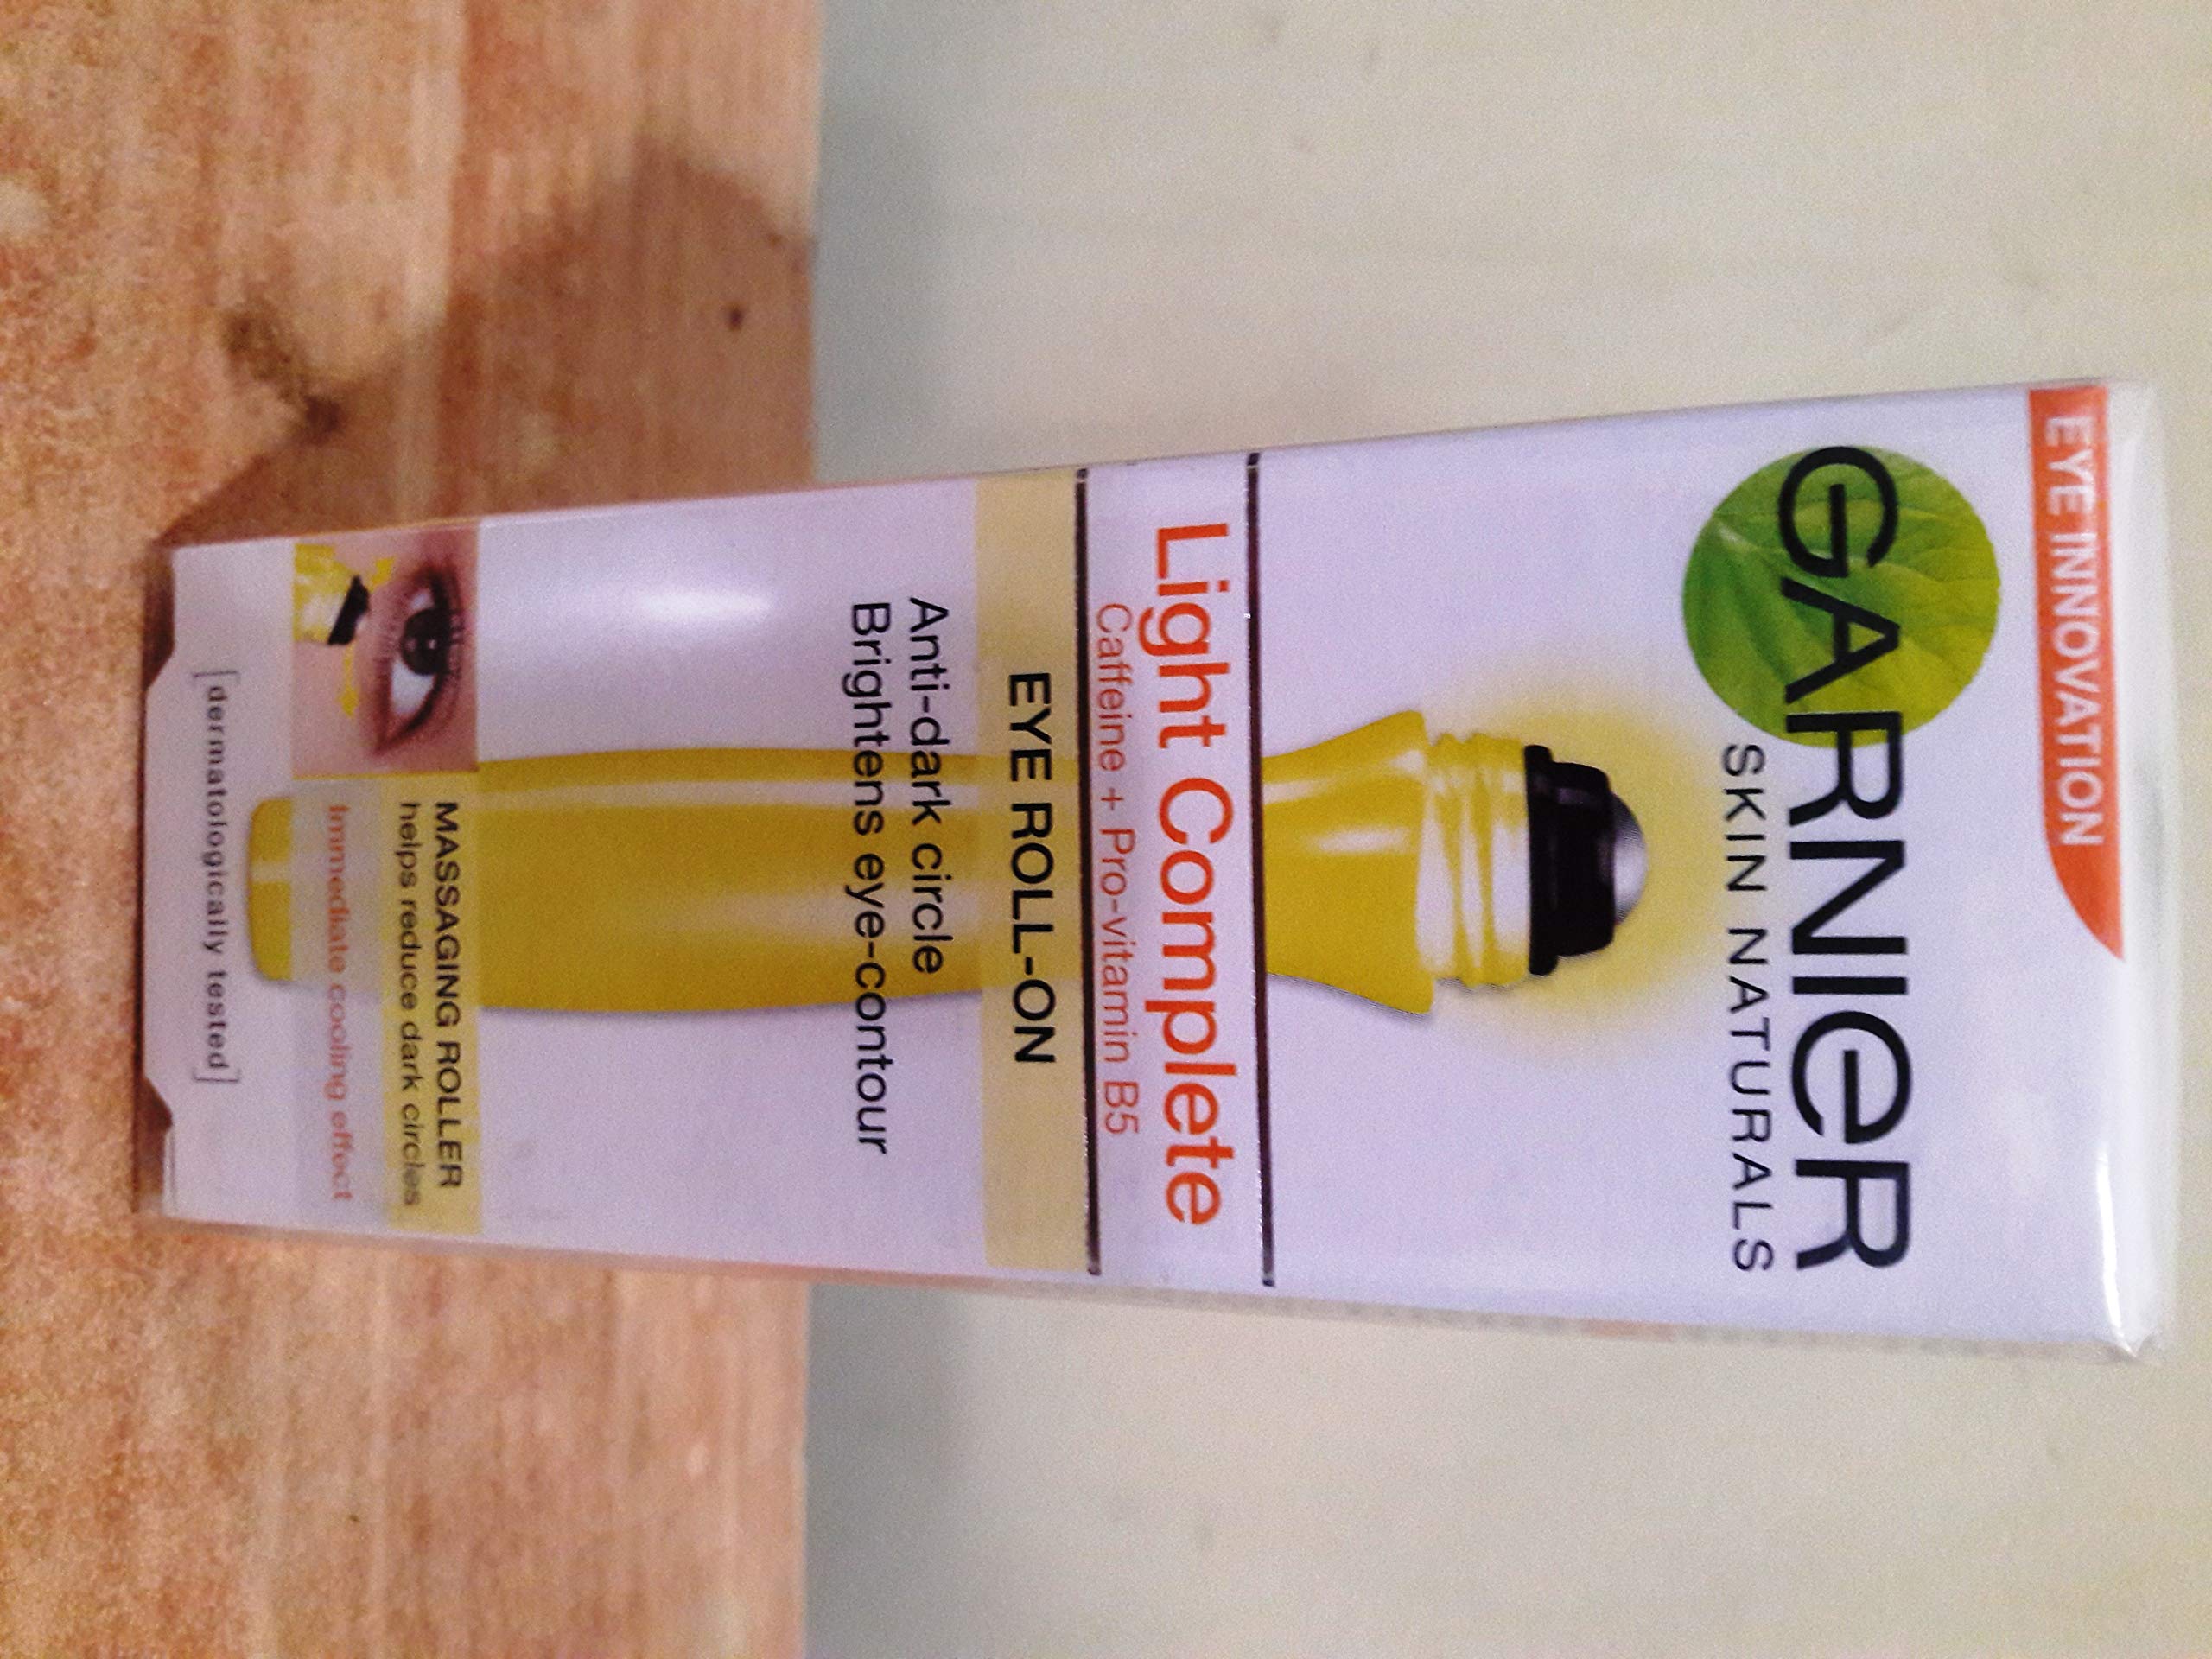 EYE INNOVATION
GARNIER
SKIN NATURALS
Light Complete
Caffeine + Pro-vitamin B5
EYE ROLL-ON
Anti-dark circle
Brightens eye-contour
MASSAGING ROLLER
helps reduce dark circles
Immediate cooling effect
[dermatologically tested]